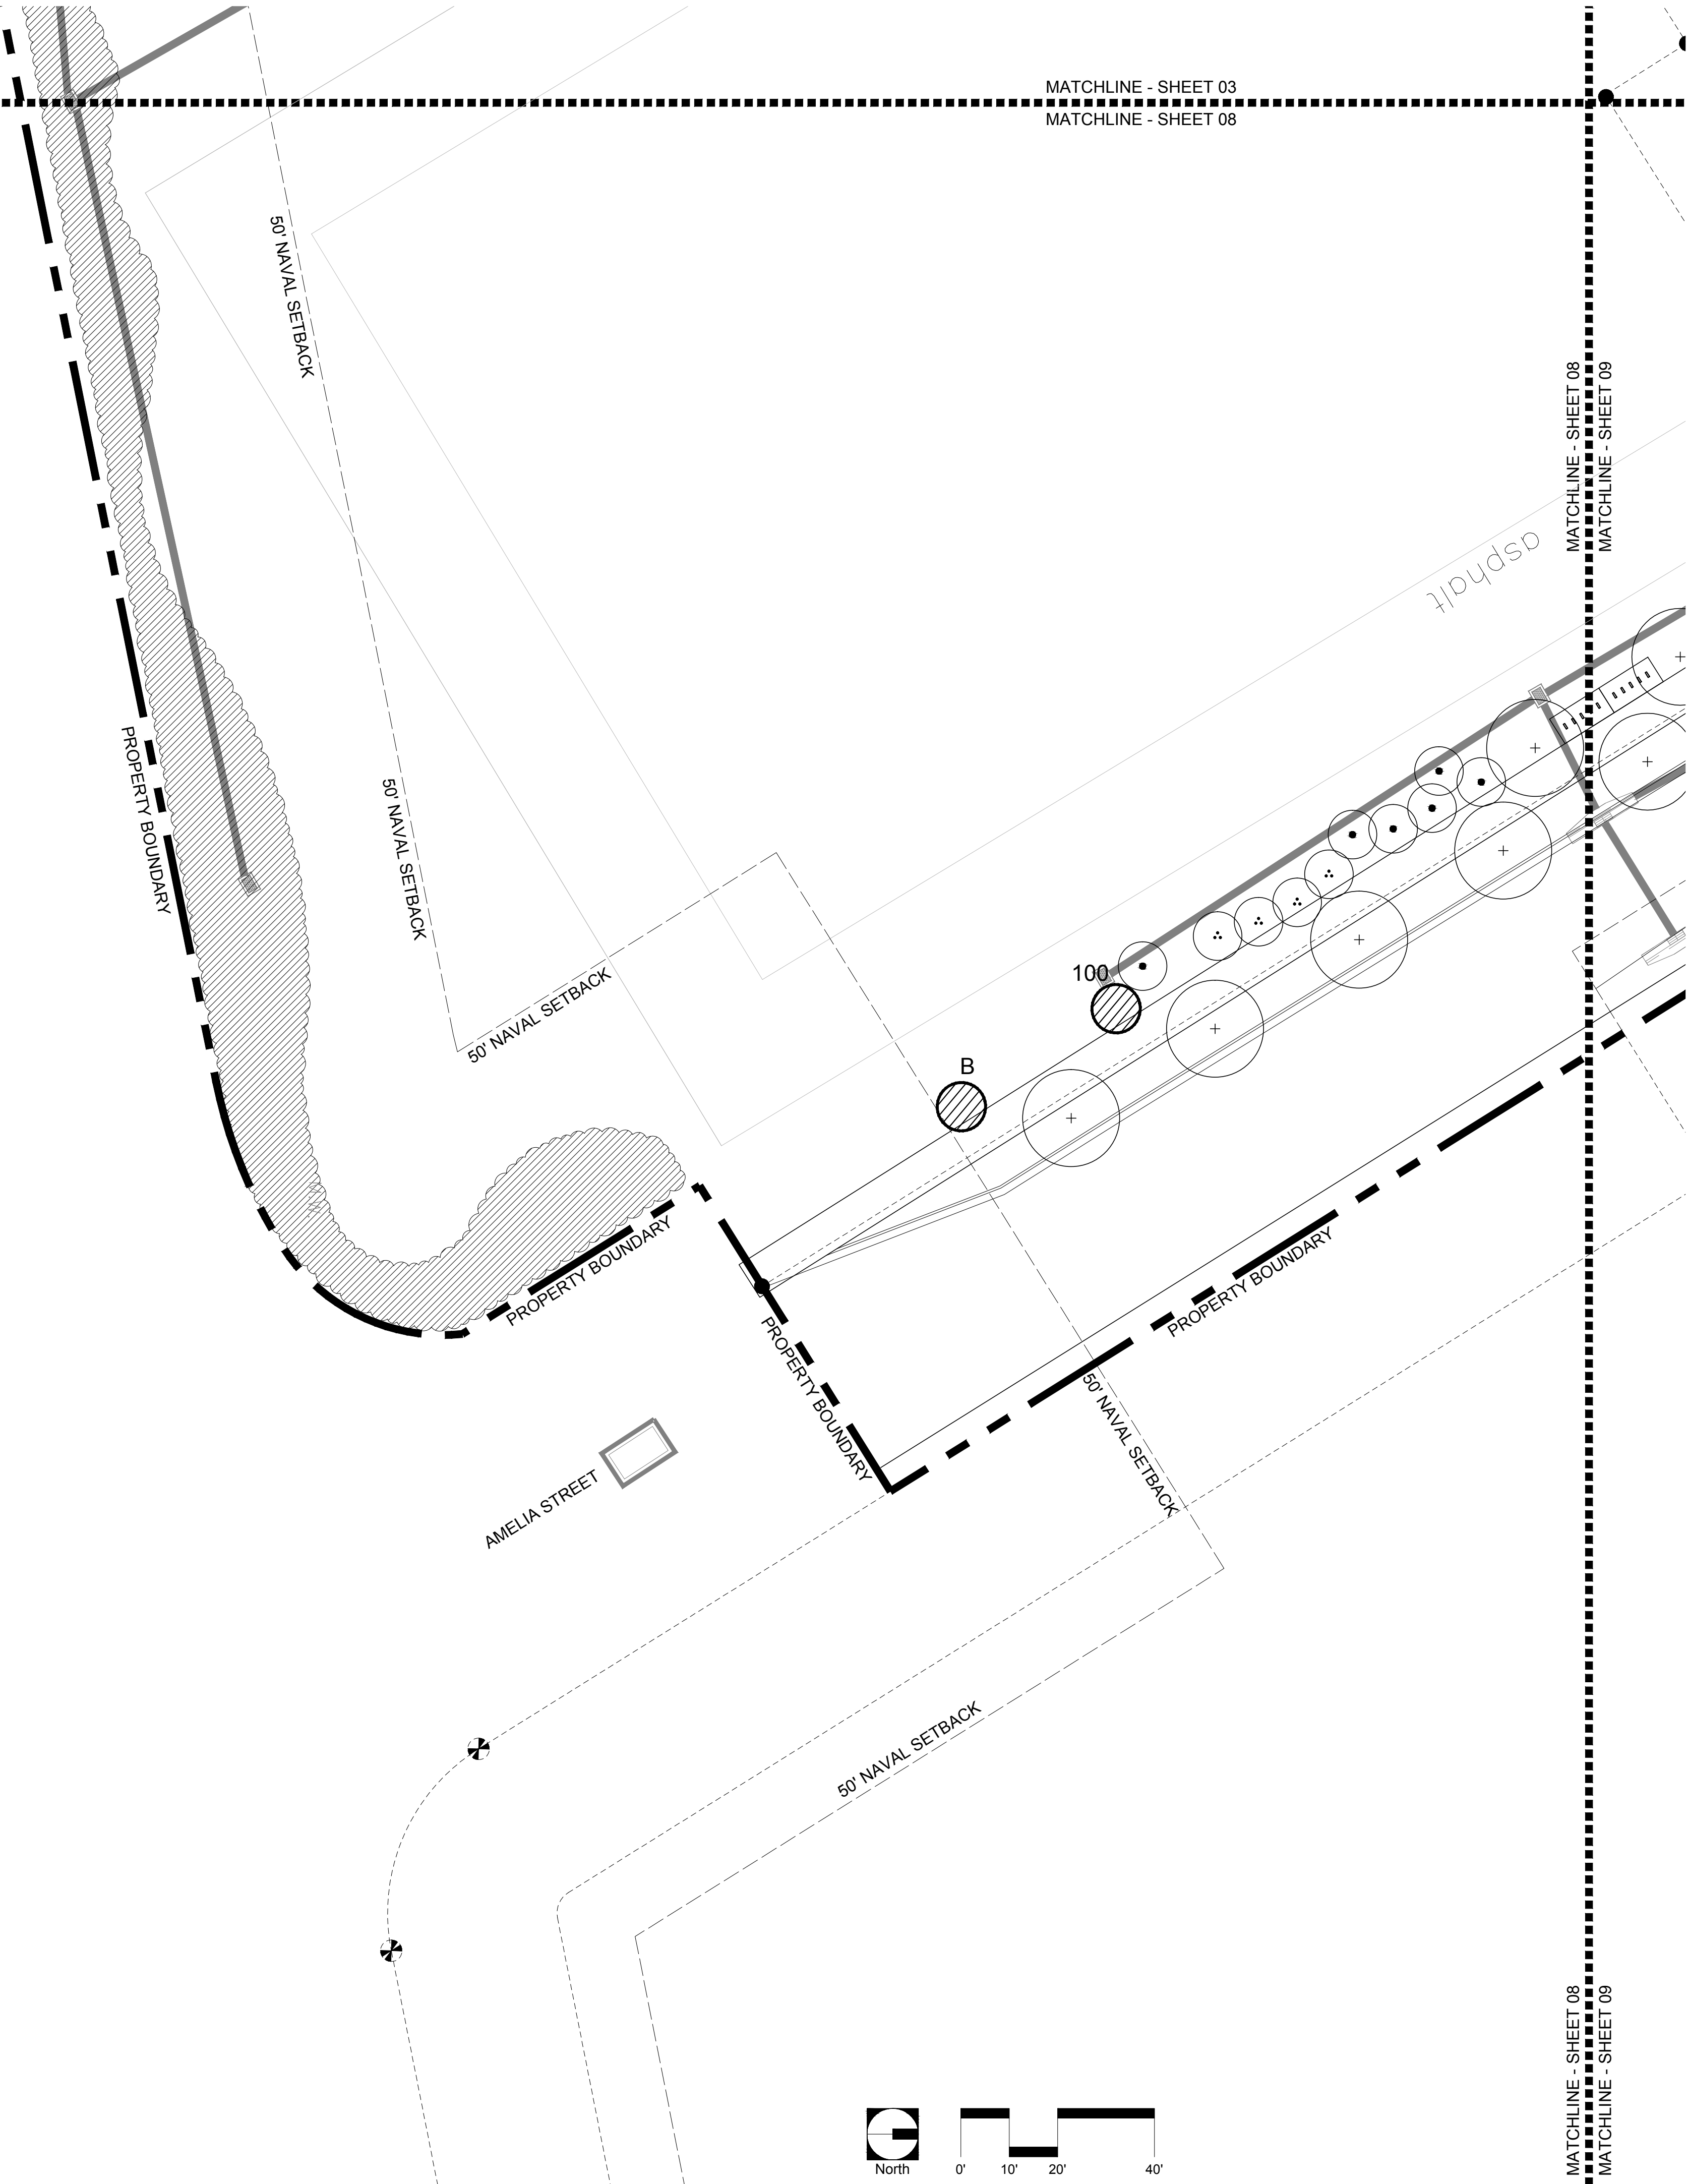 MATCHLINE - SHEET 03
MATCHLINE - SHEET 08
50' NAVAL SETBACK
MATCHLINE - SHEET 08
MATCHLINE - SHEET 09
asphalt
PROPERTY BOUNDARY
50' NAVAL SETBACK
50' NAVAL SETBACK
100
B
PROPERTY BOUNDARY
PROPERTY BOUNDARY
PROPERTY BOUNDARY
50' NAVAL SETBACK
AMELIA STREET
50' NAVAL SETBACK
MATCHLINE - SHEET 08
MATCHLINE - SHEET 09
North
0' 10' 20' 40'